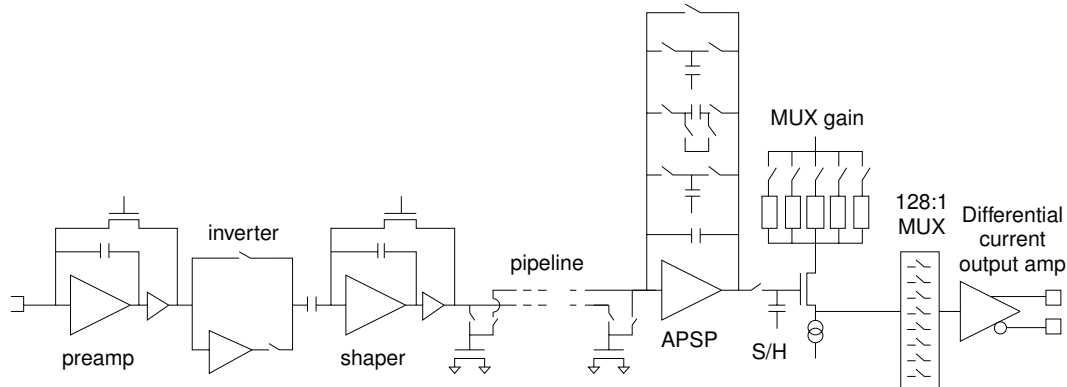 preamp
inverter
shaper
pipeline
APSP
S/H
MUX gain
128:1
MUX
Differential
current
output amp